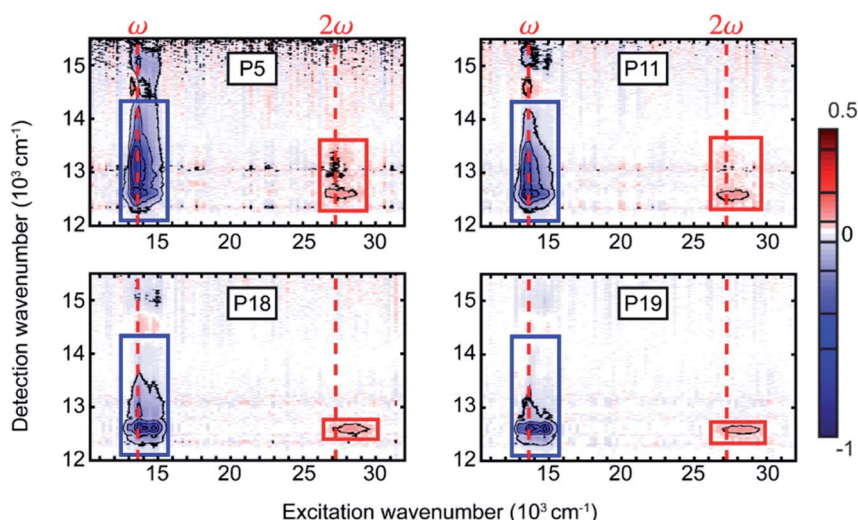 ω 2ω ω 2ω
15 P5 15 P11 0.5
14 14
13 13
12 12 0
15 20 25 30 15 20 25 30
15 P18 15 P19
14 14
13 13
12 12 -1
15 20 25 30 15 20 25 30
Detection wavenumber (10³ cm⁻¹)
Excitation wavenumber (10³ cm⁻¹)